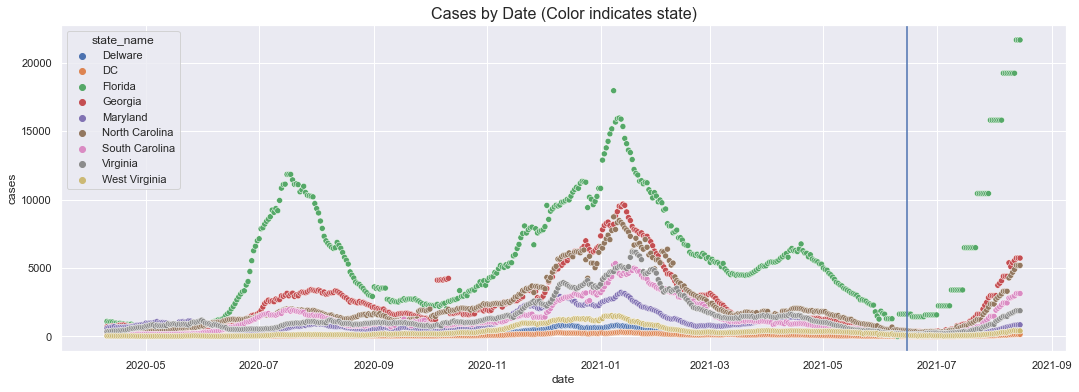 Cases by Date (Color indicates state)
state_name
Delware
DC
Florida
Georgia
Maryland
North Carolina
South Carolina
Virginia
West Virginia
cases
20000
15000
10000
5000
0
2020-05
2020-07
2020-09
2020-11
2021-01
2021-03
2021-05
2021-07
2021-09
date